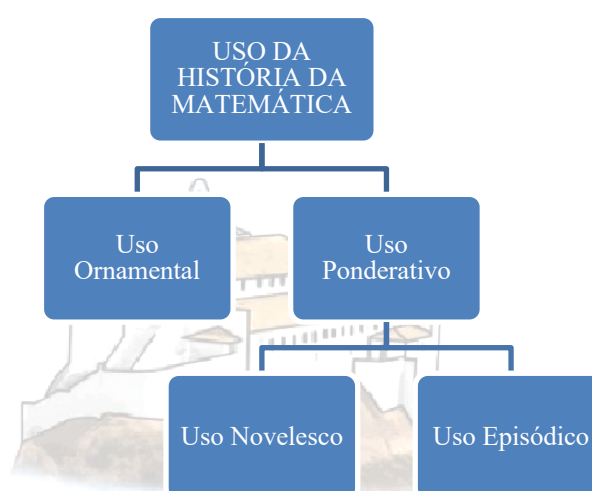 USO DA
HISTÓRIA DA
MATEMÁTICA
Uso
Ornamental
Uso
Ponderativo
Uso Novelesco
Uso Episódico